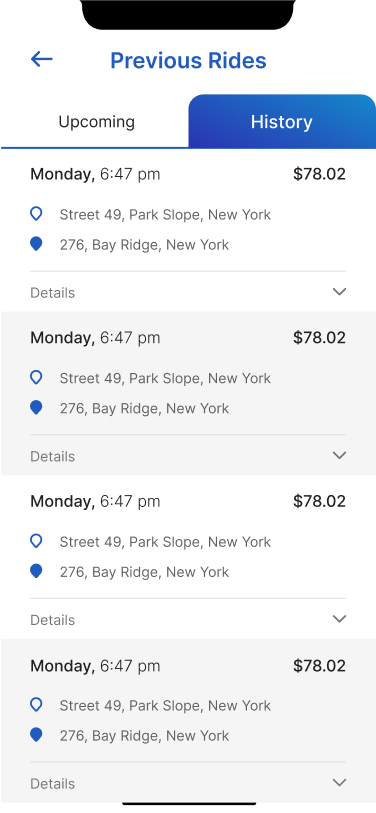 Previous Rides
Upcoming
History
Monday, 6:47 pm
$78.02
Street 49, Park Slope, New York
276, Bay Ridge, New York
Details
Monday, 6:47 pm
$78.02
Street 49, Park Slope, New York
276, Bay Ridge, New York
Details
Monday, 6:47 pm
$78.02
Street 49, Park Slope, New York
276, Bay Ridge, New York
Details
Monday, 6:47 pm
$78.02
Street 49, Park Slope, New York
276, Bay Ridge, New York
Details